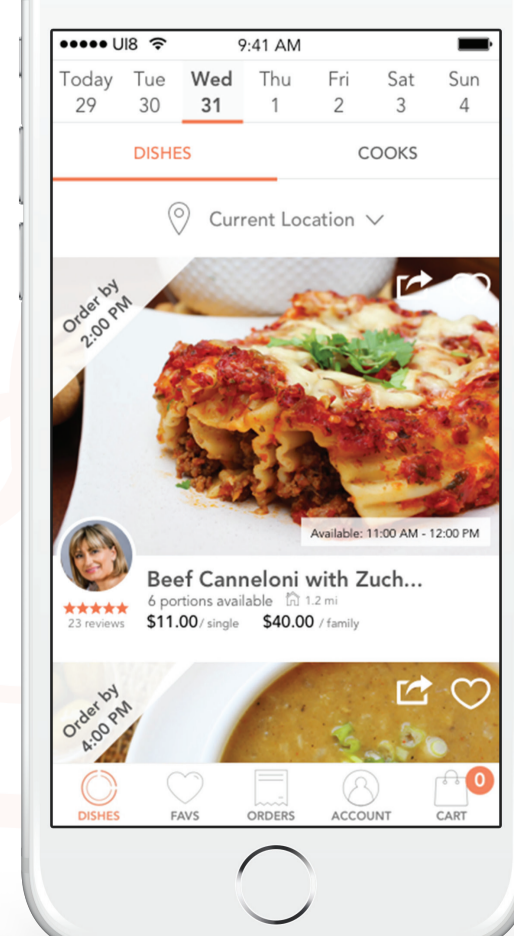 UI8 9:41 AM
Today Tue Wed Thu Fri Sat Sun
29 30 31 1 2 3 4
DISHES COOKS
Current Location
Order by
2:00 PM
Available: 11:00 AM - 12:00 PM
Beef Canneloni with Zuch...
6 portions available 1.2 mi
23 reviews $11.00 / single $40.00 / family
Order by
4:00 PM
0
DISHES FAVS ORDERS ACCOUNT CART